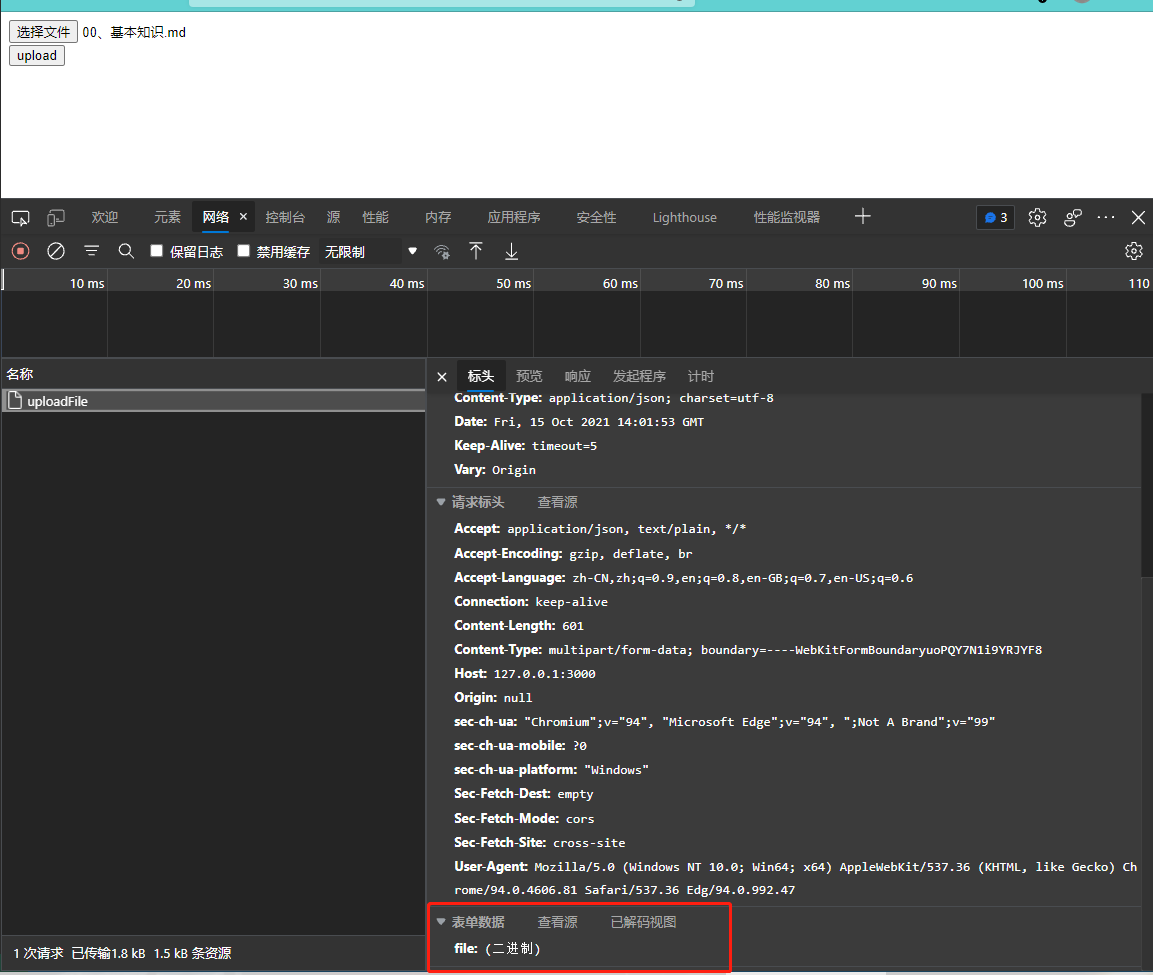 选择文件 00、基本知识.md
upload
欢迎 元素 网络 × 控制台 源 性能 内存 应用程序 安全性 Lighthouse 性能监视器 3
保留日志 禁用缓存 无限制
10 ms 20 ms 30 ms 40 ms 50 ms 60 ms 70 ms 80 ms 90 ms 100 ms 110
名称
uploadFile
标头 预览 响应 发起程序 计时
Content-Type: application/json; charset=utf-8
Date: Fri, 15 Oct 2021 14:01:53 GMT
Keep-Alive: timeout=5
Vary: Origin
请求标头 查看源
Accept: application/json, text/plain, */*
Accept-Encoding: gzip, deflate, br
Accept-Language: zh-CN,zh;q=0.9,en;q=0.8,en-GB;q=0.7,en-US;q=0.6
Connection: keep-alive
Content-Length: 601
Content-Type: multipart/form-data; boundary=----WebKitFormBoundaryuoPQY7N1i9YRJYF8
Host: 127.0.0.1:3000
Origin: null
sec-ch-ua: "Chromium";v="94", "Microsoft Edge";v="94", ";Not A Brand";v="99"
sec-ch-ua-mobile: ?0
sec-ch-ua-platform: "Windows"
Sec-Fetch-Dest: empty
Sec-Fetch-Mode: cors
Sec-Fetch-Site: cross-site
User-Agent: Mozilla/5.0 (Windows NT 10.0; Win64; x64) AppleWebKit/537.36 (KHTML, like Gecko) Ch
rome/94.0.4606.81 Safari/537.36 Edg/94.0.992.47
表单数据 查看源 已解码视图
file: (二进制)
1 次请求 已传输1.8 kB 1.5 kB 条资源